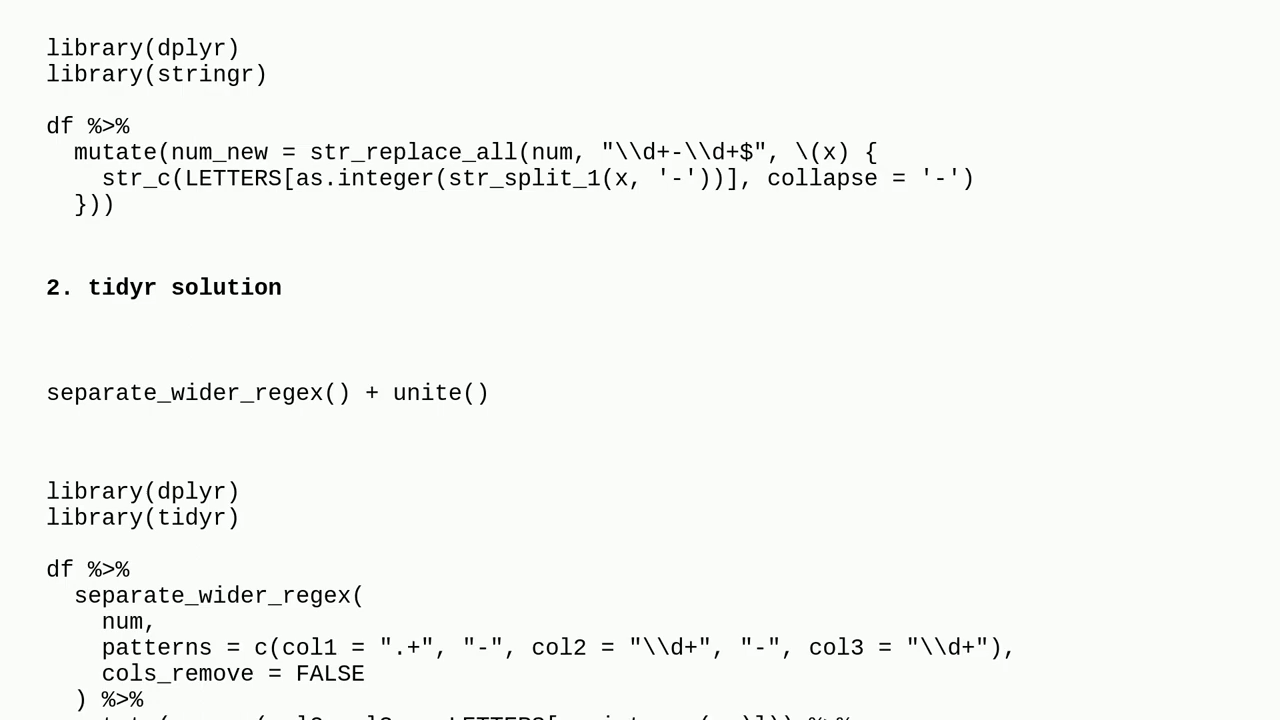 library(dplyr)
library(stringr)
df %>%
  mutate(num_new = str_replace_all(num, "\\d+-\\d+$", \(x) {
    str_c(LETTERS[as.integer(str_split_1(x, '-'))], collapse = '-')
  }))
2. tidyr solution
separate_wider_regex() + unite()
library(dplyr)
library(tidyr)
df %>%
  separate_wider_regex(
    num,
    patterns = c(col1 = ".+", "-", col2 = "\\d+", "-", col3 = "\\d+"),
    cols_remove = FALSE
  ) %>%